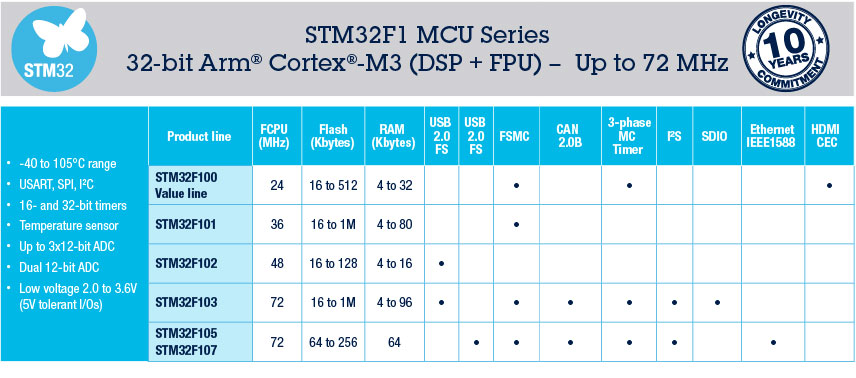 STM32F1 MCU Series
32-bit Arm® Cortex®-M3 (DSP + FPU) – Up to 72 MHz
STM32
LONGEVITY
10
YEARS
COMMITMENT
• -40 to 105°C range
• USART, SPI, I²C
• 16- and 32-bit timers
• Temperature sensor
• Up to 3x12-bit ADC
• Dual 12-bit ADC
• Low voltage 2.0 to 3.6V
(5V tolerant I/Os)
Product line FCPU (MHz) Flash (Kbytes) RAM (Kbytes) USB 2.0 FS USB 2.0 FS FSMC CAN 2.0B 3-phase MC Timer I²S SDIO Ethernet IEEE1588 HDMI CEC
STM32F100 Value line 24 16 to 512 4 to 32 • • •
STM32F101 36 16 to 1M 4 to 80 •
STM32F102 48 16 to 128 4 to 16 •
STM32F103 72 16 to 1M 4 to 96 • • • • • •
STM32F105 STM32F107 72 64 to 256 64 • • • • • •